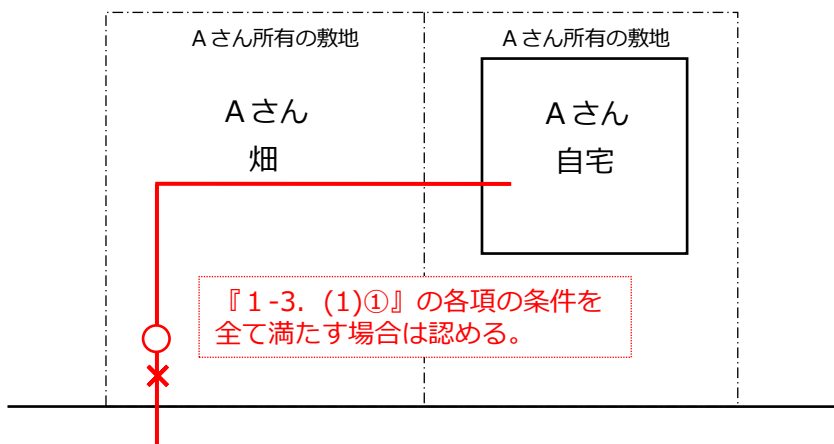 Aさん所有の敷地
Aさん所有の敷地
Aさん
畑
Aさん
自宅
『1-3．(1)①』の各項の条件を
全て満たす場合は認める。